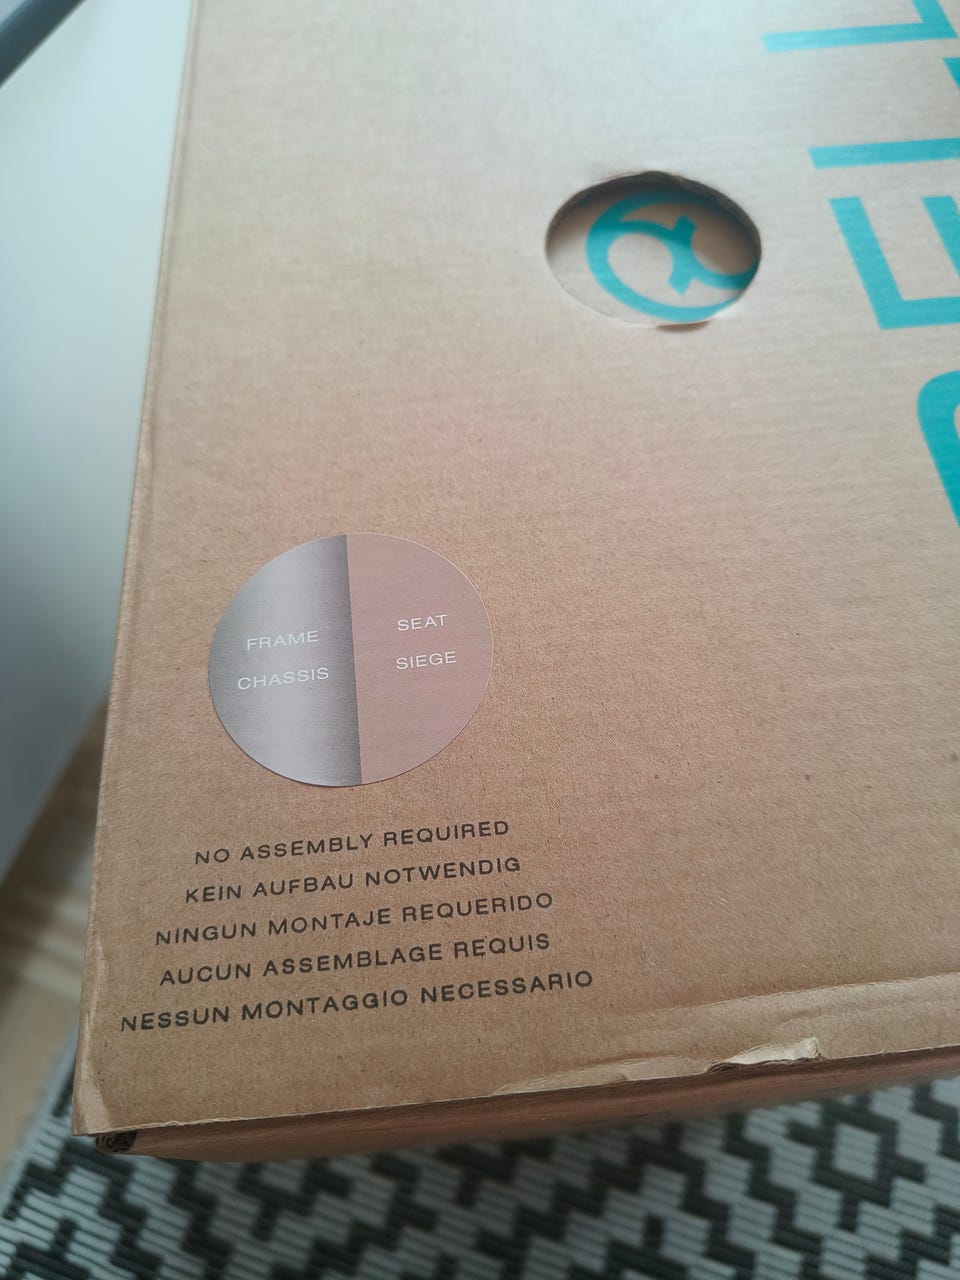 FRAME
CHASSIS
SEAT
SIEGE
NO ASSEMBLY REQUIRED
KEIN AUFBAU NOTWENDIG
NINGUN MONTAJE REQUERIDO
AUCUN ASSEMBLAGE REQUIS
NESSUN MONTAGGIO NECESSARIO